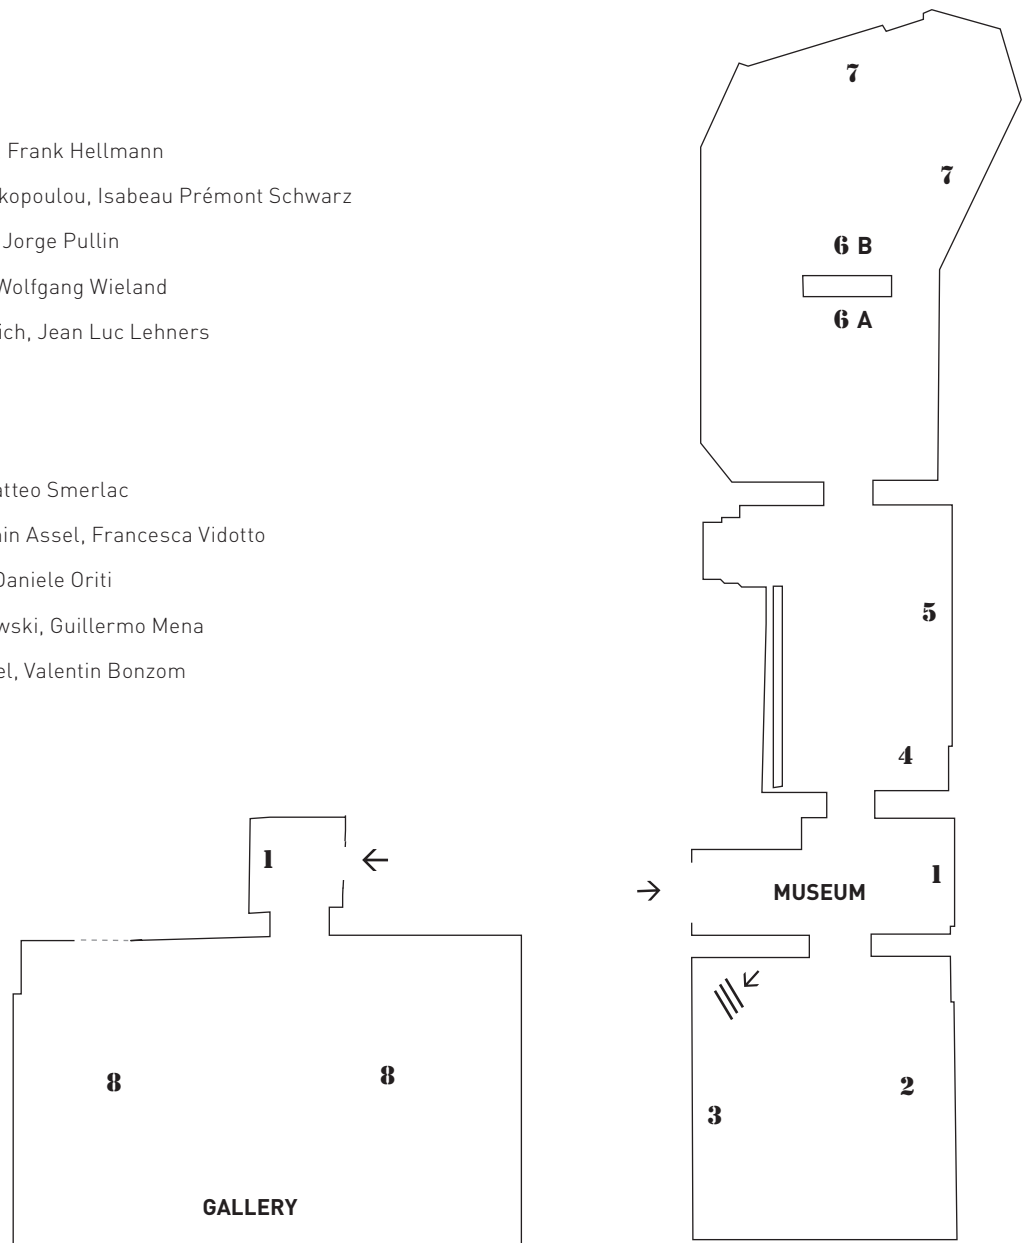 Frank Hellmann
kopoulou, Isabeau Prémont Schwarz
Jorge Pullin
Wolfgang Wieland
ich, Jean Luc Lehners
atteo Smerlac
in Assel, Francesca Vidotto
Daniele Oriti
wski, Guillermo Mena
el, Valentin Bonzom
7
7
6 B
6 A
5
4
1
MUSEUM
2
3
1
8
8
GALLERY